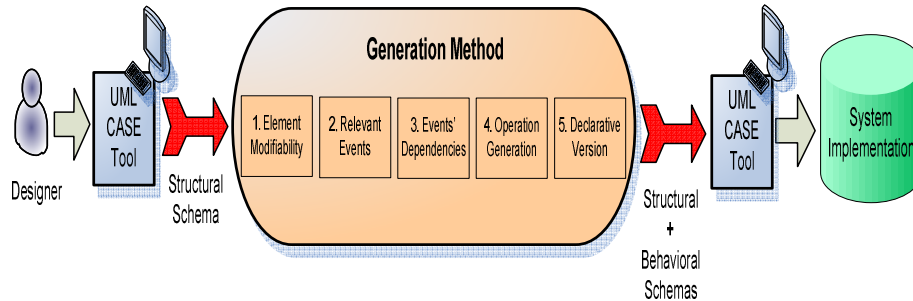 Generation Method
Designer
UML
CASE
Tool
Structural
Schema
1. Element
Modifiability
2. Relevant
Events
3. Events'
Dependencies
4. Operation
Generation
5. Declarative
Version
Structural
+
Behavioral
Schemas
UML
CASE
Tool
System
Implementation